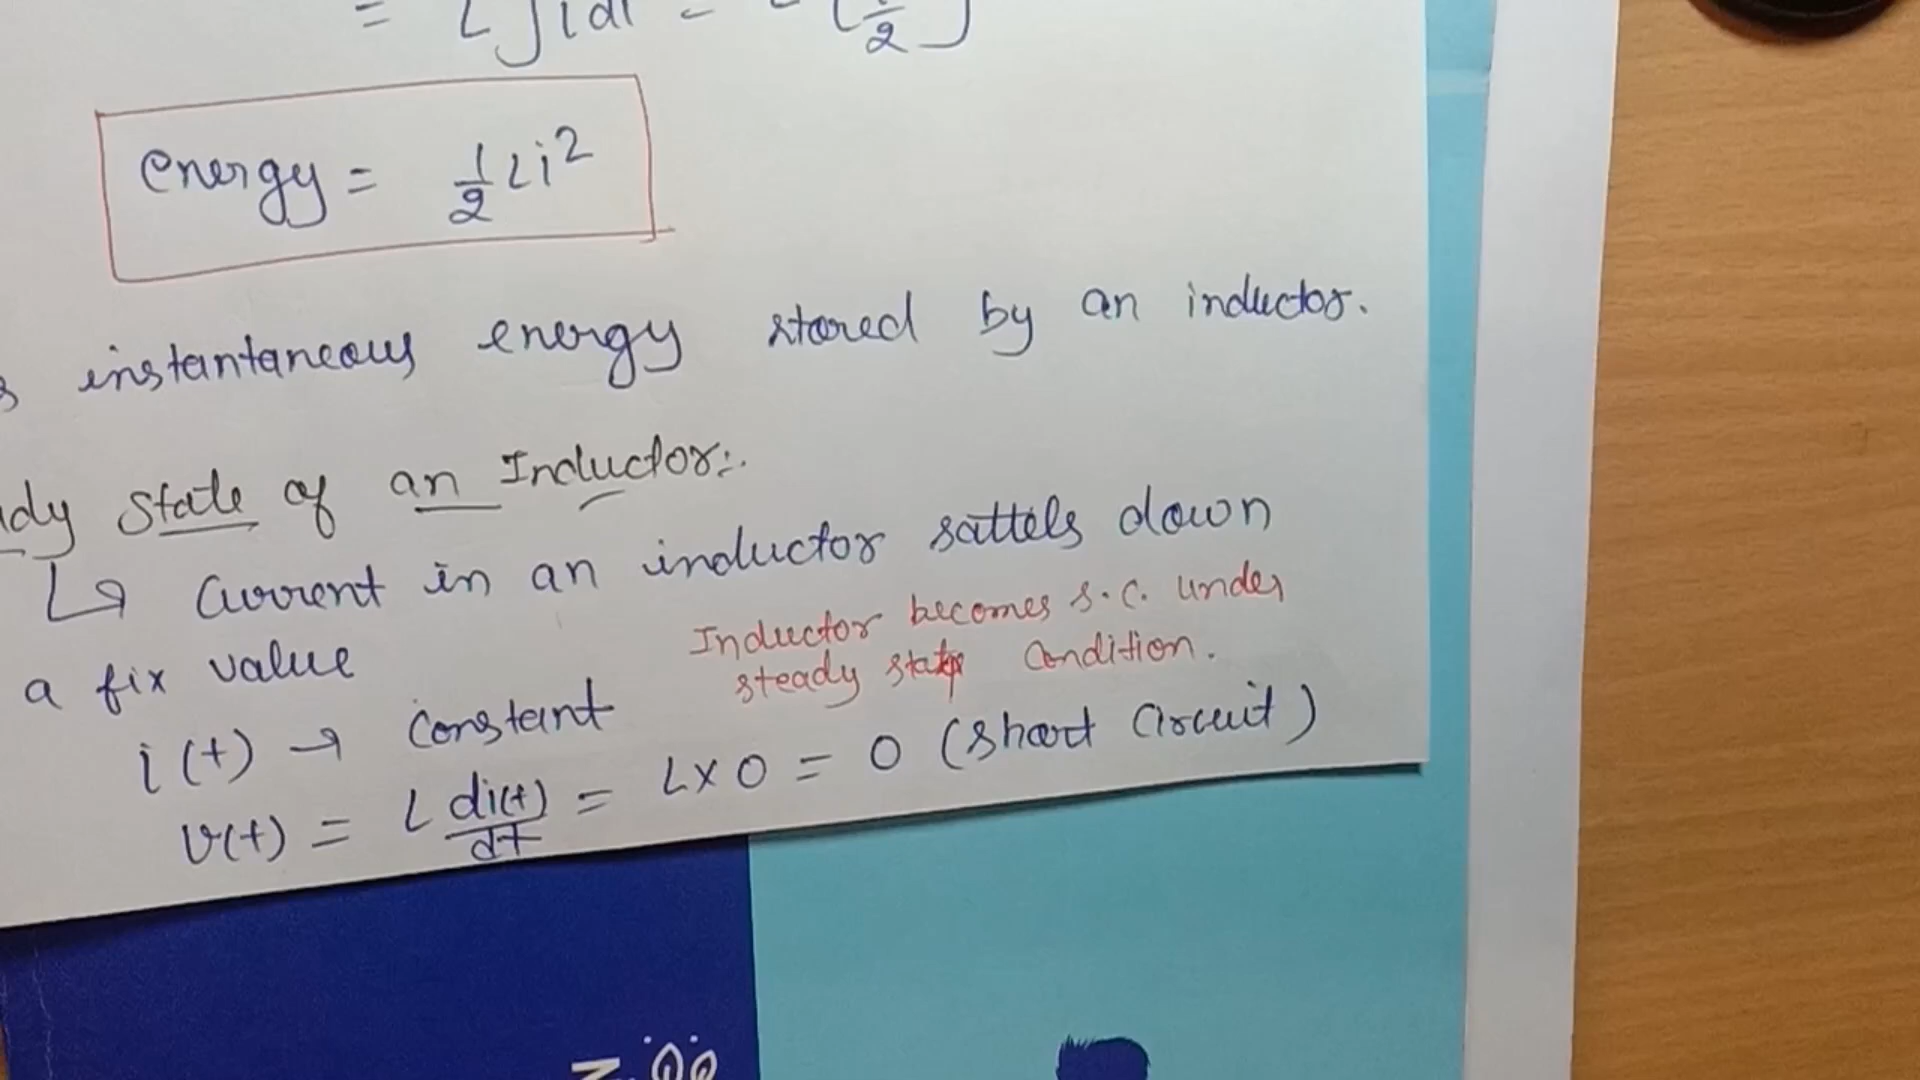 = L ∫ i di =
energy = 1/2 Li²
instantaneous energy stored by an inductor.
State of an Inductor:.
↳ Current in an inductor sattels down
a fix value
Inductor becomes s.c. under
steady state condition.
i(t) → Constant
v(t) = L di(t)/dt = L x 0 = 0 (Short Circuit)